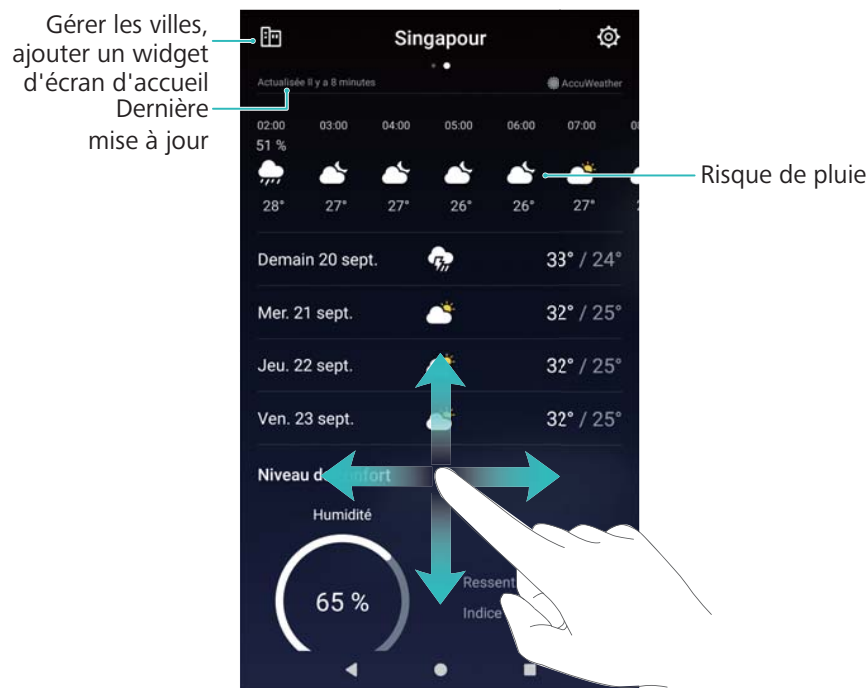 Gérer les villes,
ajouter un widget
d'écran d'accueil
Dernière
mise à jour
Risque de pluie
Singapour
Actualisée Il y a 8 minutes
AccuWeather
02:00 03:00 04:00 05:00 06:00 07:00
51 %
28° 27° 27° 26° 26° 27°
Demain 20 sept. 33° / 24°
Mer. 21 sept. 32° / 25°
Jeu. 22 sept. 32° / 25°
Ven. 23 sept. 32° / 25°
Niveau
Humidité
65 %
Indice